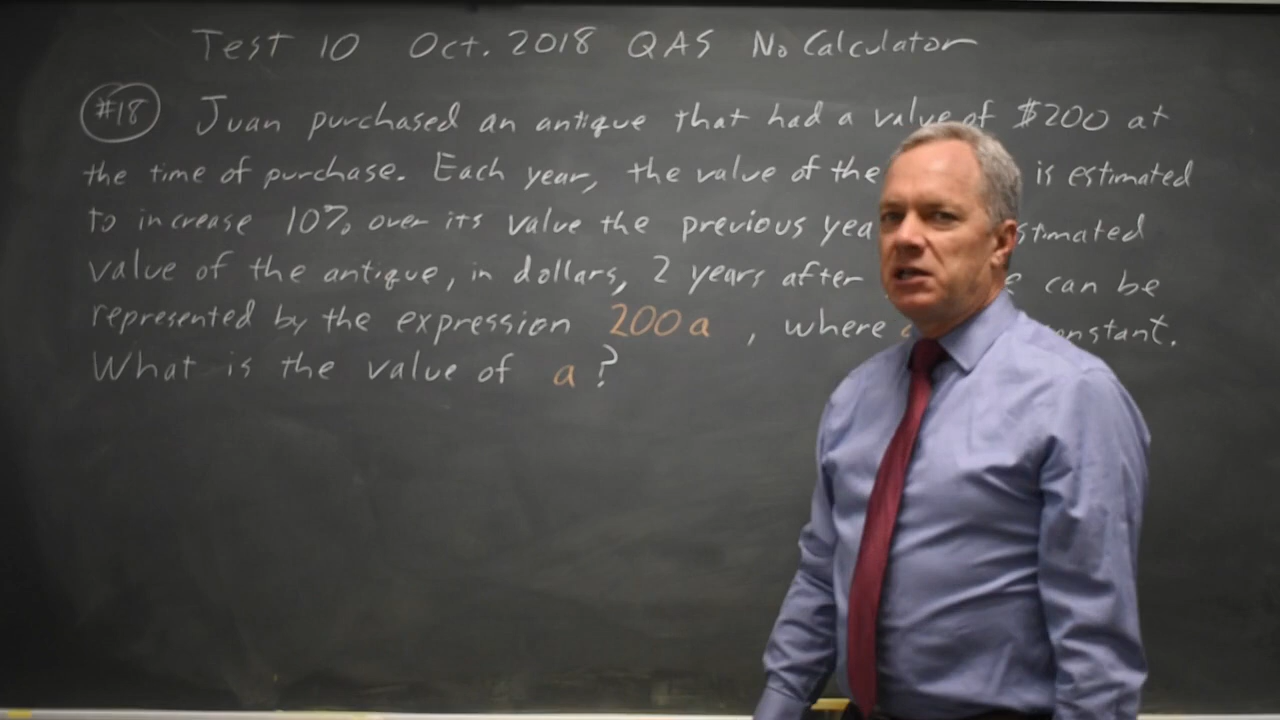 Test 10 Oct. 2018 QAS No Calculator
#18 Juan purchased an antique that had a value of $200 at
the time of purchase. Each year, the value of the is estimated
to increase 10% over its value the previous
value of the antique, in dollars, 2 years after can be
represented by the expression 200a , where
What is the value of a ?